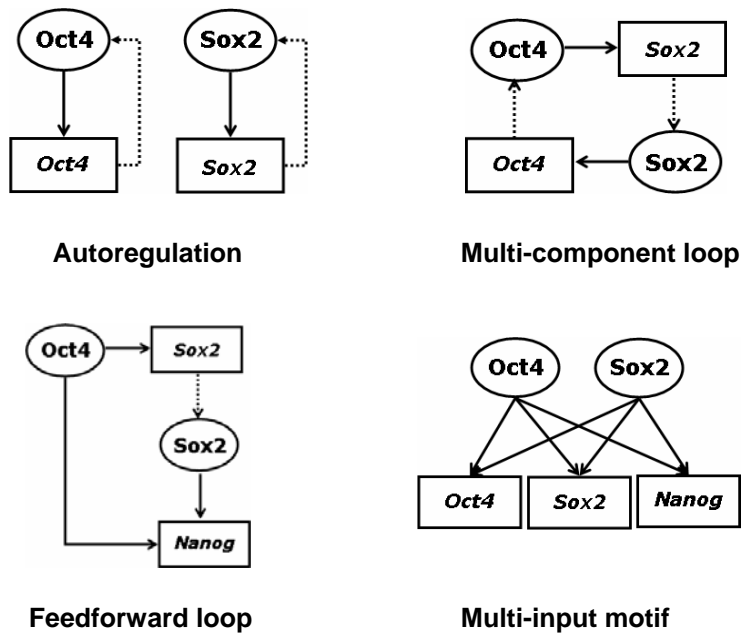 Oct4 Sox2
Oct4 Sox2
Autoregulation
Oct4 Sox2
Oct4 Sox2
Multi-component loop
Oct4 Sox2
Sox2
Nanog
Feedforward loop
Oct4 Sox2
Oct4 Sox2 Nanog
Multi-input motif